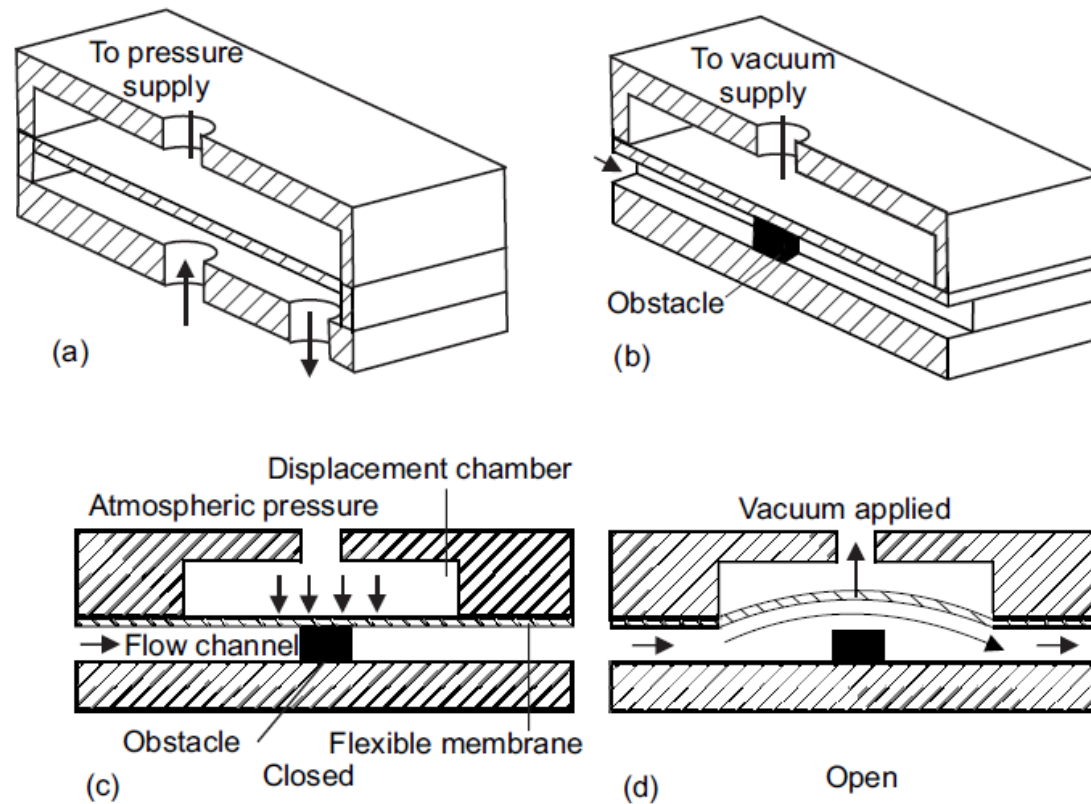 To pressure
supply
(a)
To vacuum
supply
Obstacle
(b)
Displacement chamber
Atmospheric pressure
Flow channel
Obstacle
Flexible membrane
Closed
(c)
Vacuum applied
Open
(d)